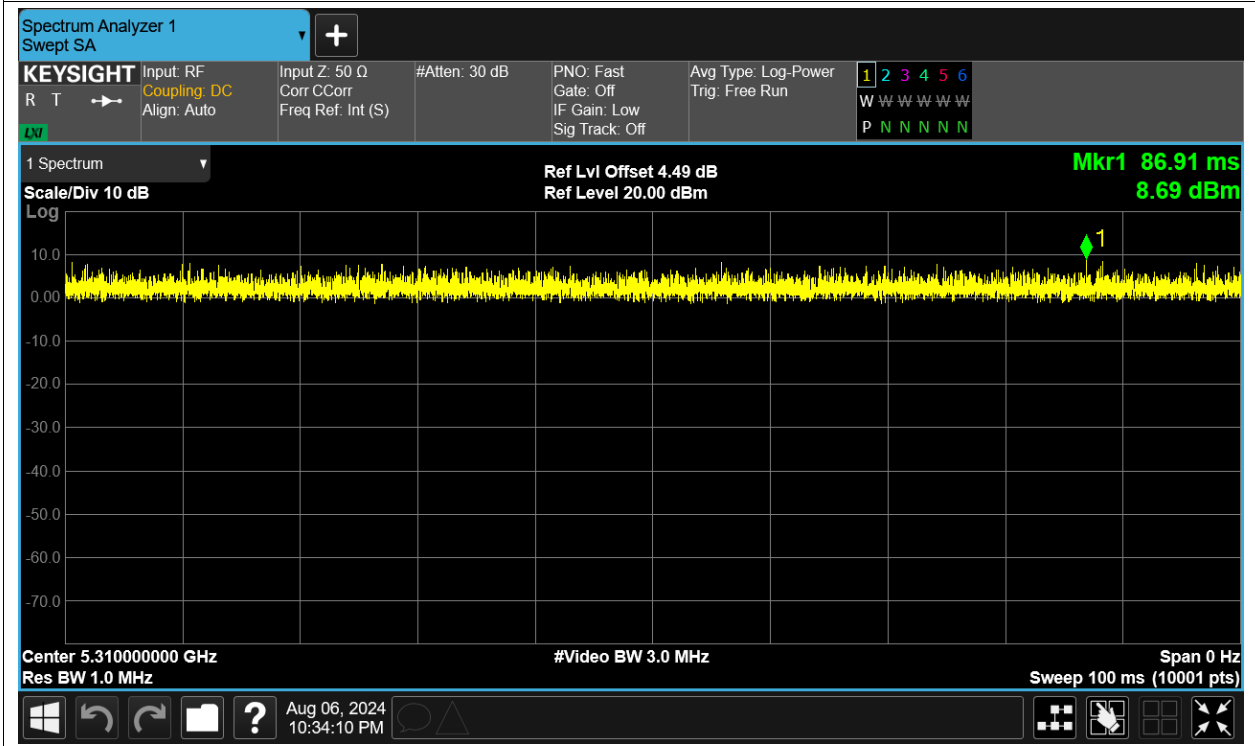 Spectrum Analyzer 1
Swept SA
KEYSIGHT
R T
LXI
Input: RF
Coupling: DC
Align: Auto
Input Z: 50 Ω
Corr CCorr
Freq Ref: Int (S)
#Atten: 30 dB
PNO: Fast
Gate: Off
IF Gain: Low
Sig Track: Off
Avg Type: Log-Power
Trig: Free Run
1 2 3 4 5 6
W W W W W W
P N N N N N
1 Spectrum
Scale/Div 10 dB
Ref Lvl Offset 4.49 dB
Ref Level 20.00 dBm
Mkr1 86.91 ms
8.69 dBm
Log
1
10.0
0.00
-10.0
-20.0
-30.0
-40.0
-50.0
-60.0
-70.0
Center 5.310000000 GHz
Res BW 1.0 MHz
#Video BW 3.0 MHz
Span 0 Hz
Sweep 100 ms (10001 pts)
?
Aug 06, 2024
10:34:10 PM